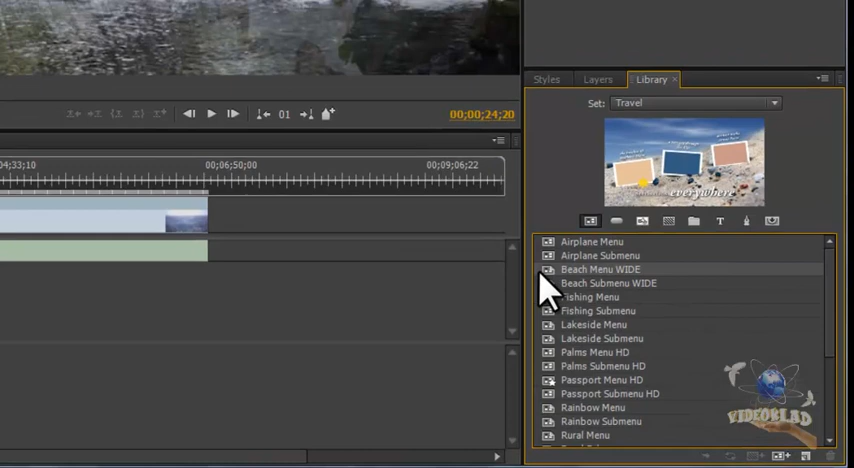 Styles Layers Library
Set: Travel
everywhere
01 00;00;24;20
04;33;10 00;06;50;00 00;09;06;22
Airplane Menu
Airplane Submenu
Beach Menu WIDE
Beach Submenu WIDE
Fishing Menu
Fishing Submenu
Lakeside Menu
Lakeside Submenu
Palms Menu HD
Palms Submenu HD
Passport Menu HD
Passport Submenu HD
Rainbow Menu
Rainbow Submenu
Rural Menu
VIDEOKLAD